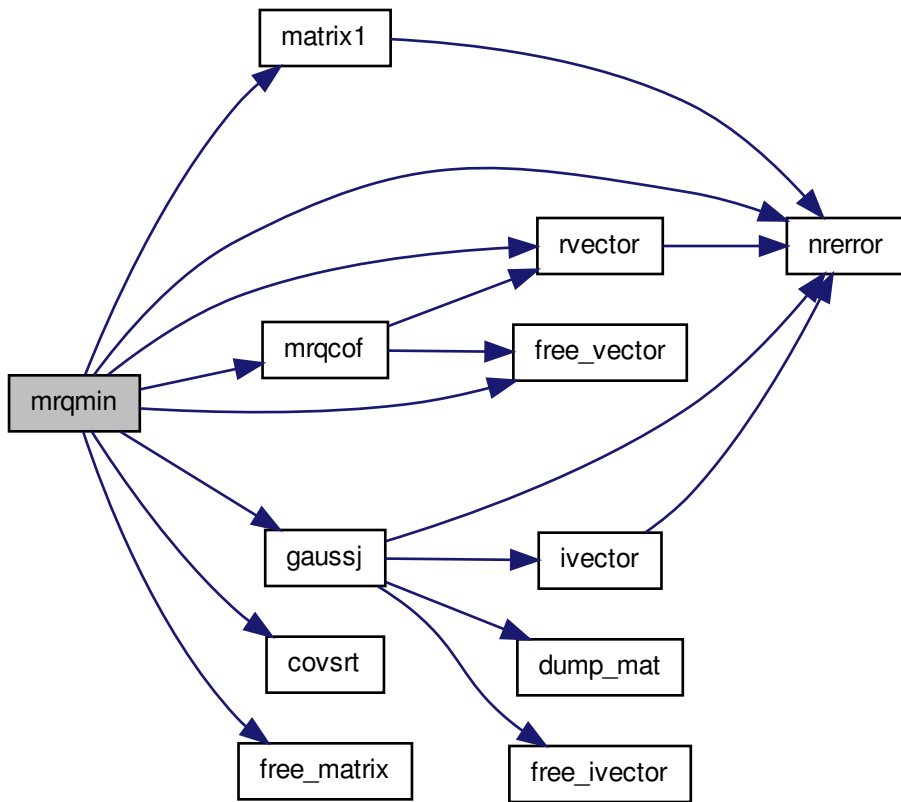 matrix1
rvector
nrerror
mrqcof
free_vector
mrqmin
gaussj
ivector
covsrt
dump_mat
free_matrix
free_ivector